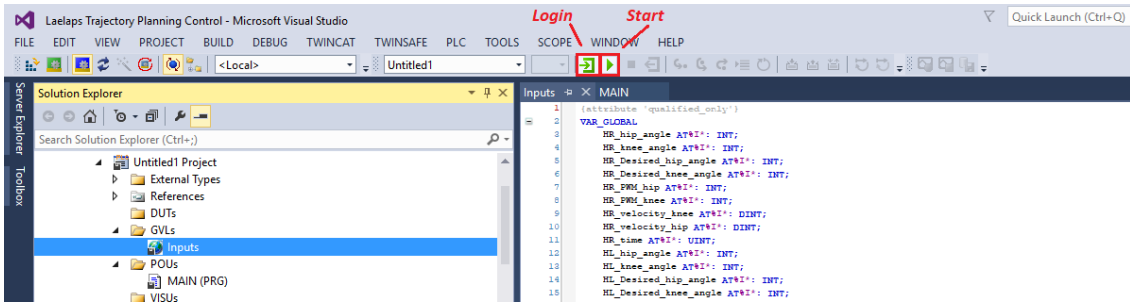 Login Start
Laelaps Trajectory Planning Control - Microsoft Visual Studio
Quick Launch (Ctrl+Q)
FILE EDIT VIEW PROJECT BUILD DEBUG TWINCAT TWINSAFE PLC TOOLS SCOPE WINDOW HELP
<Local> Untitled1
Server Explorer
Toolbox
Solution Explorer
Search Solution Explorer (Ctrl+;)
Untitled1 Project
External Types
References
DUTs
GVLs
Inputs
POUs
MAIN (PRG)
VISUs
Inputs MAIN
1 {attribute 'qualified_only'}
2 VAR_GLOBAL
3 HR_hip_angle AT%I*: INT;
4 HR_knee_angle AT%I*: INT;
5 HR_Desired_hip_angle AT%I*: INT;
6 HR_Desired_knee_angle AT%I*: INT;
7 HR_PWM_hip AT%I*: INT;
8 HR_PWM_knee AT%I*: INT;
9 HR_velocity_knee AT%I*: DINT;
10 HR_velocity_hip AT%I*: DINT;
11 HR_time AT%I*: UINT;
12 HL_hip_angle AT%I*: INT;
13 HL_knee_angle AT%I*: INT;
14 HL_Desired_hip_angle AT%I*: INT;
15 HL_Desired_knee_angle AT%I*: INT;